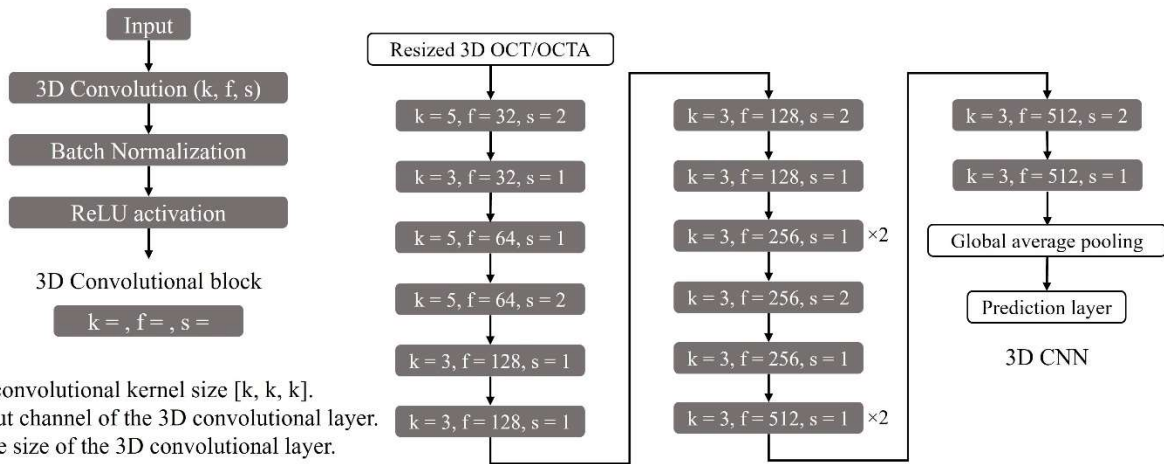 Input
3D Convolution (k, f, s)
Batch Normalization
ReLU activation
3D Convolutional block
k = , f = , s =
convolutional kernel size [k, k, k].
channel of the 3D convolutional layer.
size of the 3D convolutional layer.
Resized 3D OCT/OCTA
k = 5, f = 32, s = 2
k = 3, f = 32, s = 1
k = 5, f = 64, s = 1
k = 5, f = 64, s = 2
k = 3, f = 128, s = 1
k = 3, f = 128, s = 1
k = 3, f = 128, s = 2
k = 3, f = 128, s = 1
k = 3, f = 256, s = 1 ×2
k = 3, f = 256, s = 2
k = 3, f = 256, s = 1
k = 3, f = 512, s = 1 ×2
k = 3, f = 512, s = 2
k = 3, f = 512, s = 1
Global average pooling
Prediction layer
3D CNN